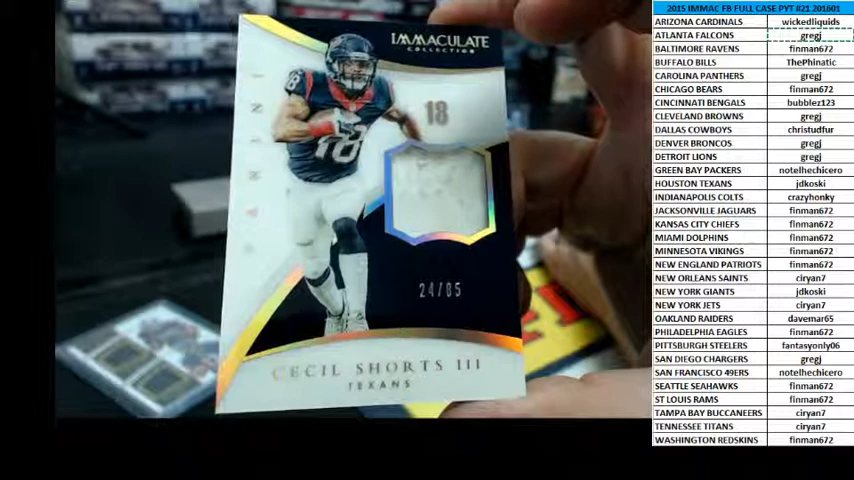 IMMACULATE
COLLECTION
PANINI
18
18
18
24/85
CECIL SHORTS III
TEXANS
2015 IMMAC FB FULL CASE PYT #21 201601
ARIZONA CARDINALS wickedliquids
ATLANTA FALCONS gregj
BALTIMORE RAVENS finman672
BUFFALO BILLS ThePhinatic
CAROLINA PANTHERS gregj
CHICAGO BEARS finman672
CINCINNATI BENGALS bubblez123
CLEVELAND BROWNS gregj
DALLAS COWBOYS christudfur
DENVER BRONCOS gregj
DETROIT LIONS gregj
GREEN BAY PACKERS notelhechicero
HOUSTON TEXANS jdkoski
INDIANAPOLIS COLTS crazyhonky
JACKSONVILLE JAGUARS finman672
KANSAS CITY CHIEFS finman672
MIAMI DOLPHINS finman672
MINNESOTA VIKINGS finman672
NEW ENGLAND PATRIOTS finman672
NEW ORLEANS SAINTS ciryan7
NEW YORK GIANTS jdkoski
NEW YORK JETS ciryan7
OAKLAND RAIDERS davemar65
PHILADELPHIA EAGLES finman672
PITTSBURGH STEELERS fantasyonly06
SAN DIEGO CHARGERS gregj
SAN FRANCISCO 49ERS notelhechicero
SEATTLE SEAHAWKS finman672
ST LOUIS RAMS finman672
TAMPA BAY BUCCANEERS ciryan7
TENNESSEE TITANS ciryan7
WASHINGTON REDSKINS finman672